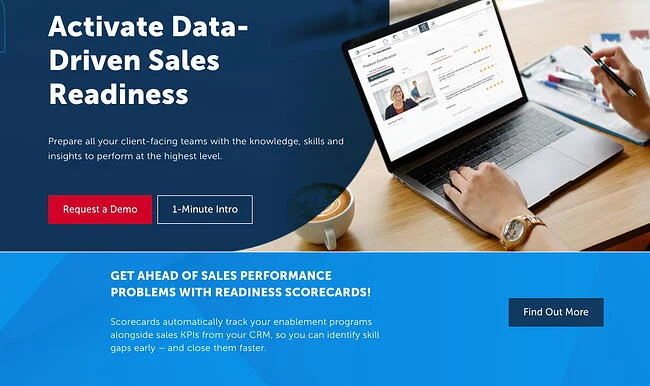 Activate Data-
Driven Sales
Readiness
Prepare all your client-facing teams with the knowledge, skills and
insights to perform at the highest level.
Request a Demo
1-Minute Intro
Product Certification
GET AHEAD OF SALES PERFORMANCE
PROBLEMS WITH READINESS SCORECARDS!
Scorecards automatically track your enablement programs
alongside sales KPIs from your CRM, so you can identify skill
gaps early – and close them faster.
Find Out More